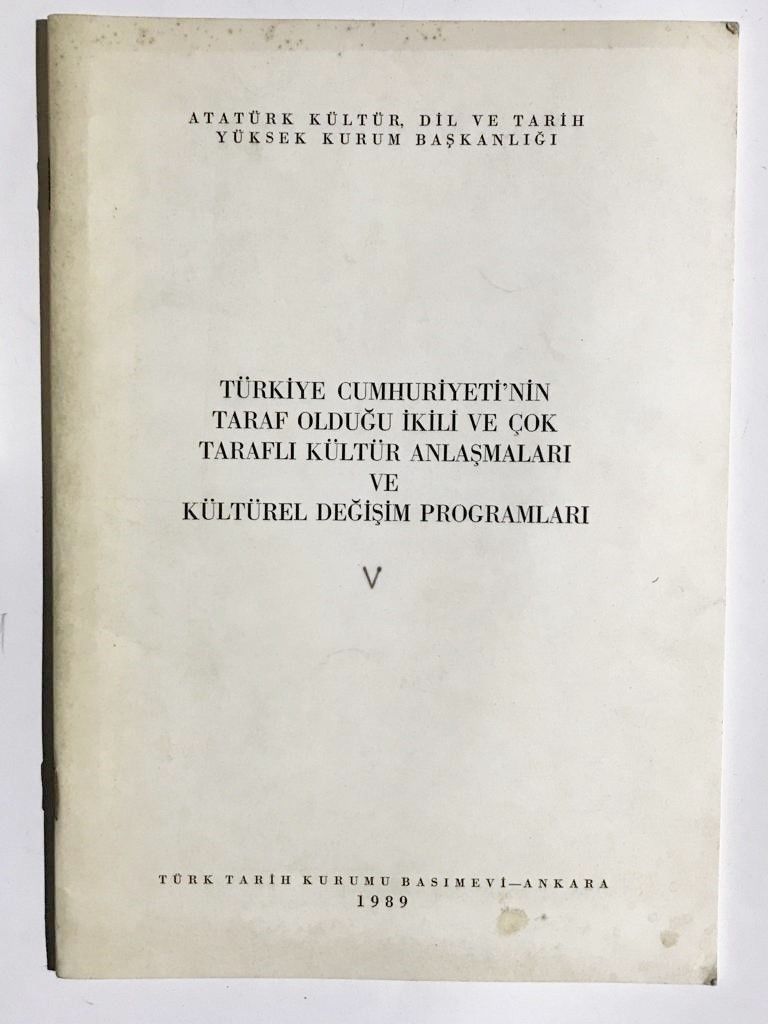 ATATÜRK KÜLTÜR, DİL VE TARİH
YÜKSEK KURUM BAŞKANLIĞI
TÜRKİYE CUMHURİYETİ'NİN
TARAF OLDUĞU İKİLİ VE ÇOK
TARAFLI KÜLTÜR ANLAŞMALARI
VE
KÜLTÜREL DEĞİŞİM PROGRAMLARI
V
TÜRK TARİH KURUMU BASIMEVİ—ANKARA
1989